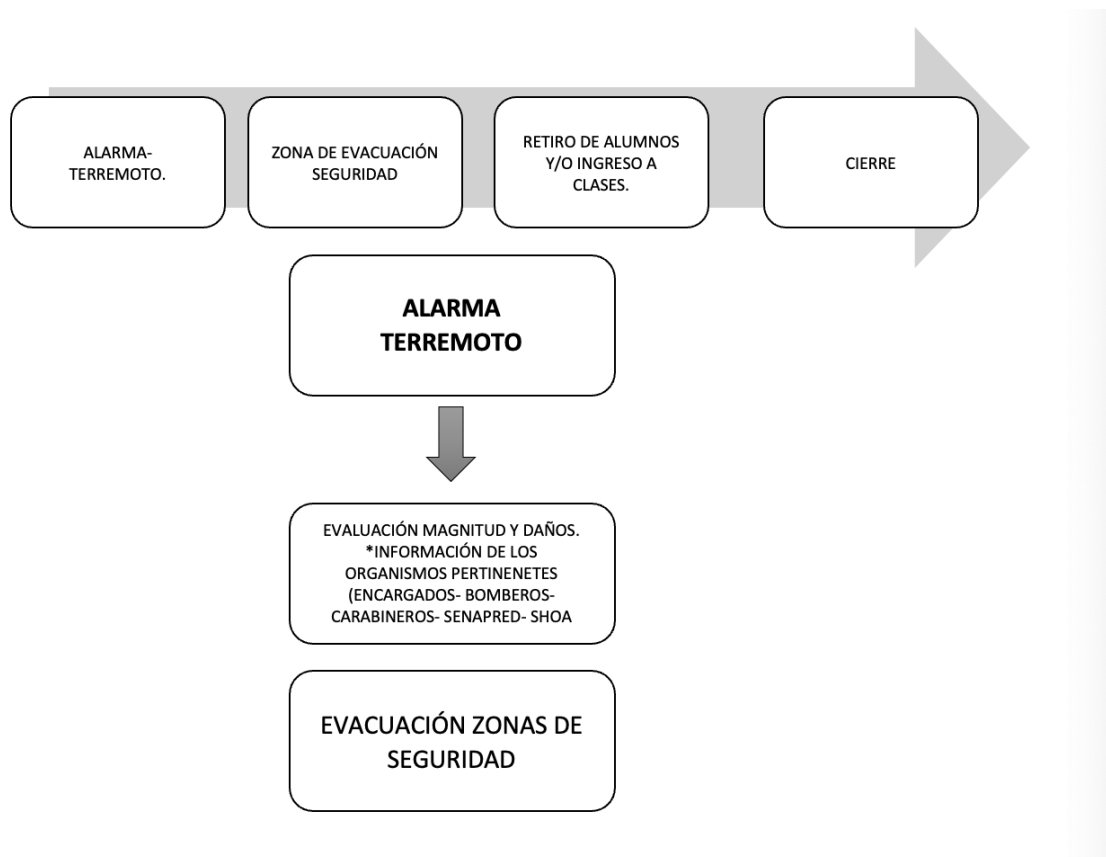 ALARMA-
TERREMOTO.
ZONA DE EVACUACIÓN
SEGURIDAD
RETIRO DE ALUMNOS
Y/O INGRESO A
CLASES.
CIERRE
ALARMA
TERREMOTO
EVALUACIÓN MAGNITUD Y DAÑOS.
*INFORMACIÓN DE LOS
ORGANISMOS PERTINENETES
(ENCARGADOS- BOMBEROS-
CARABINEROS- SENAPRED- SHOA
EVACUACIÓN ZONAS DE
SEGURIDAD